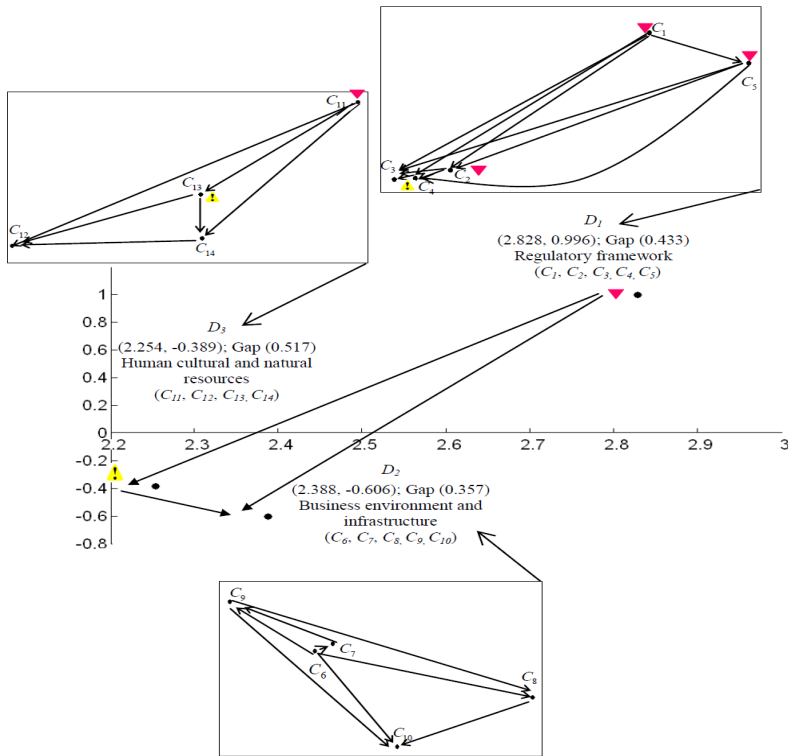 C1
C5
C3
C2
!
C4
C11
C13
!
C12
C14
D1
(2.828, 0.996); Gap (0.433)
Regulatory framework
(C1, C2, C3, C4, C5)
D3
(2.254, -0.389); Gap (0.517)
Human cultural and natural
resources
(C11, C12, C13, C14)
1
0.8
0.6
0.4
0.2
0
2.2 2.3 2.4 2.5 2.6 2.7 2.8 2.9 3
-0.2
!
-0.4
-0.6
-0.8
D2
(2.388, -0.606); Gap (0.357)
Business environment and
infrastructure
(C6, C7, C8, C9, C10)
C9
C7
C6
C8
C10